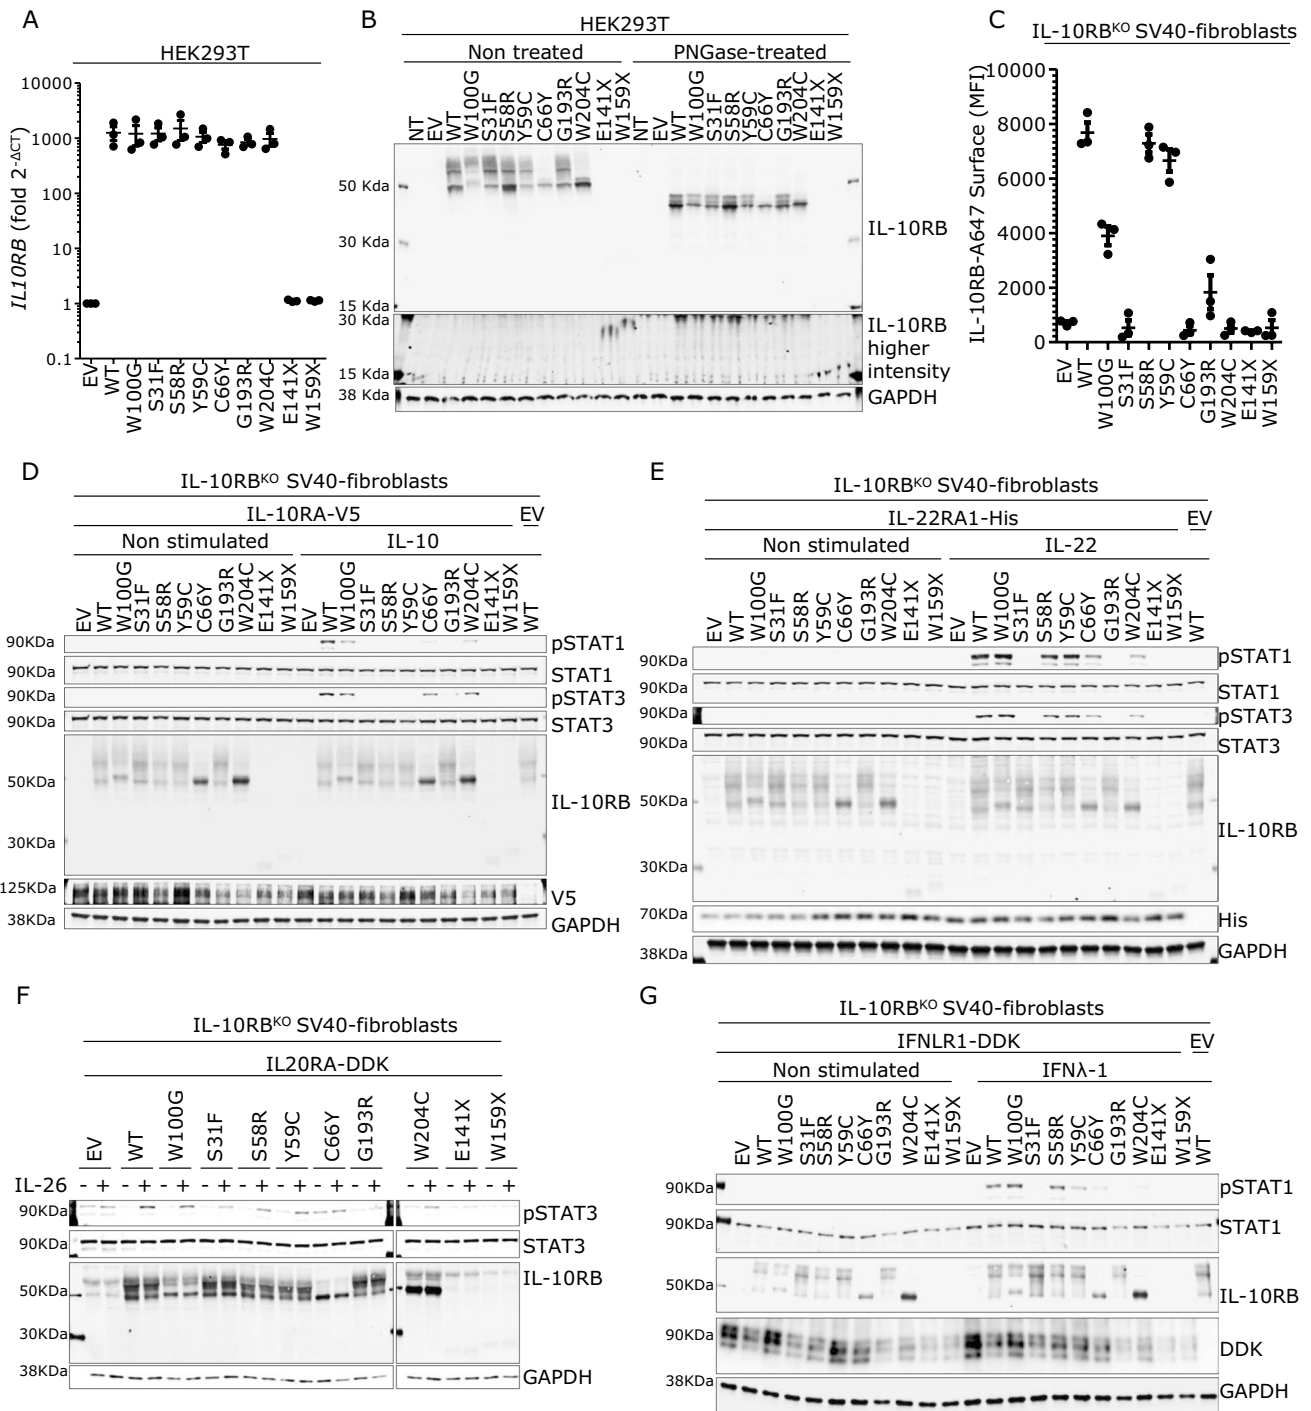 A
HEK293T
IL10RB (fold 2-ΔCT)
10000
1000
100
10
1
0.1
EV
WT
W100G
S31F
S58R
Y59C
C66Y
G193R
W204C
E141X
W159X
B
HEK293T
Non treated
PNGase-treated
NT
EV
WT
W100G
S31F
S58R
Y59C
C66Y
G193R
W204C
E141X
W159X
NT
EV
WT
W100G
S31F
S58R
Y59C
C66Y
G193R
W204C
E141X
W159X
50 Kda
30 Kda
15 Kda
IL-10RB
30 Kda
15 Kda
IL-10RB
higher
intensity
38 Kda
GAPDH
C
IL-10RBKO SV40-fibroblasts
IL-10RB-A647 Surface (MFI)
10000
8000
6000
4000
2000
0
EV
WT
W100G
S31F
S58R
Y59C
C66Y
G193R
W204C
E141X
W159X
D
IL-10RBKO SV40-fibroblasts
IL-10RA-V5
EV
Non stimulated
IL-10
EV
WT
W100G
S31F
S58R
Y59C
C66Y
G193R
W204C
E141X
W159X
EV
WT
W100G
S31F
S58R
Y59C
C66Y
G193R
W204C
E141X
W159X
WT
90KDa
pSTAT1
90KDa
STAT1
90KDa
pSTAT3
90KDa
STAT3
50KDa
30KDa
IL-10RB
125KDa
V5
38KDa
GAPDH
E
IL-10RBKO SV40-fibroblasts
IL-22RA1-His
EV
Non stimulated
IL-22
EV
WT
W100G
S31F
S58R
Y59C
C66Y
G193R
W204C
E141X
W159X
EV
WT
W100G
S31F
S58R
Y59C
C66Y
G193R
W204C
E141X
W159X
WT
90KDa
pSTAT1
90KDa
STAT1
90KDa
pSTAT3
90KDa
STAT3
50KDa
30KDa
IL-10RB
70KDa
His
38KDa
GAPDH
F
IL-10RBKO SV40-fibroblasts
IL20RA-DDK
EV
WT
W100G
S31F
S58R
Y59C
C66Y
G193R
W204C
E141X
W159X
IL-26 - + - + - + - + - + - + - + - + - + - + - +
90KDa
pSTAT3
90KDa
STAT3
50KDa
30KDa
IL-10RB
38KDa
GAPDH
G
IL-10RBKO SV40-fibroblasts
IFNLR1-DDK
EV
Non stimulated
IFNλ-1
EV
WT
W100G
S31F
S58R
Y59C
C66Y
G193R
W204C
E141X
W159X
EV
WT
W100G
S31F
S58R
Y59C
C66Y
G193R
W204C
E141X
W159X
WT
90KDa
pSTAT1
90KDa
STAT1
50KDa
IL-10RB
90KDa
DDK
38KDa
GAPDH